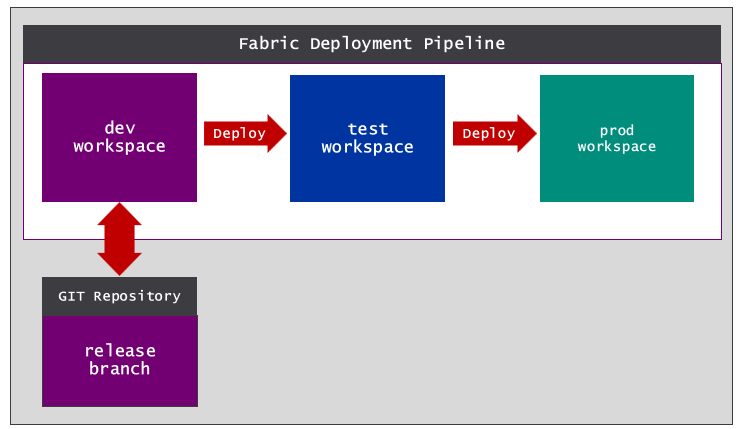 Fabric Deployment Pipeline
dev
workspace
Deploy
test
workspace
Deploy
prod
workspace
GIT Repository
release
branch